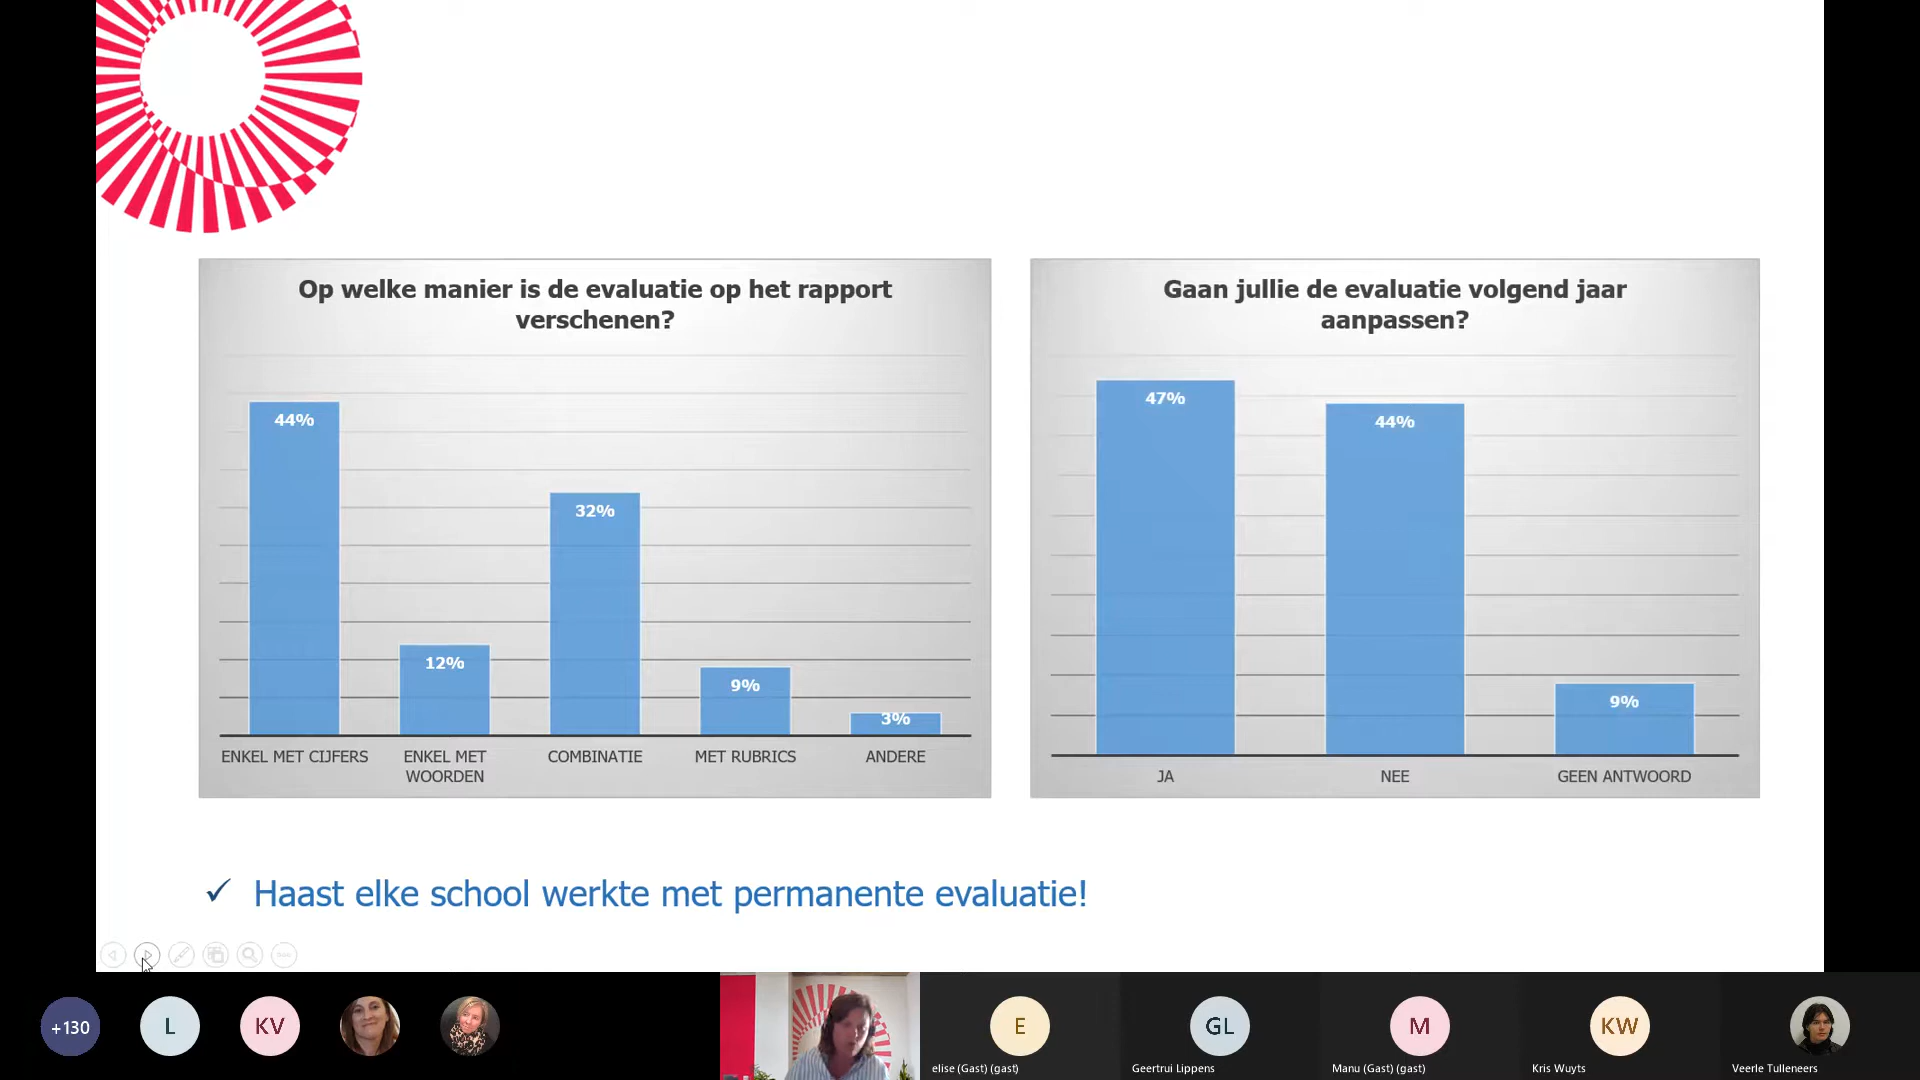 Op welke manier is de evaluatie op het rapport
verschenen?
44%
12%
32%
9%
3%
ENKEL MET CIJFERS
ENKEL MET
WOORDEN
COMBINATIE
MET RUBRICS
ANDERE
Gaan jullie de evaluatie volgend jaar
aanpassen?
47%
44%
9%
JA
NEE
GEEN ANTWOORD
✓ Haast elke school werkte met permanente evaluatie!
+130
L
KV
E
elise (Gast) (gast)
GL
Geertrui Lippens
M
Manu (Gast) (gast)
KW
Kris Wuyts
Veerle Tulleneers